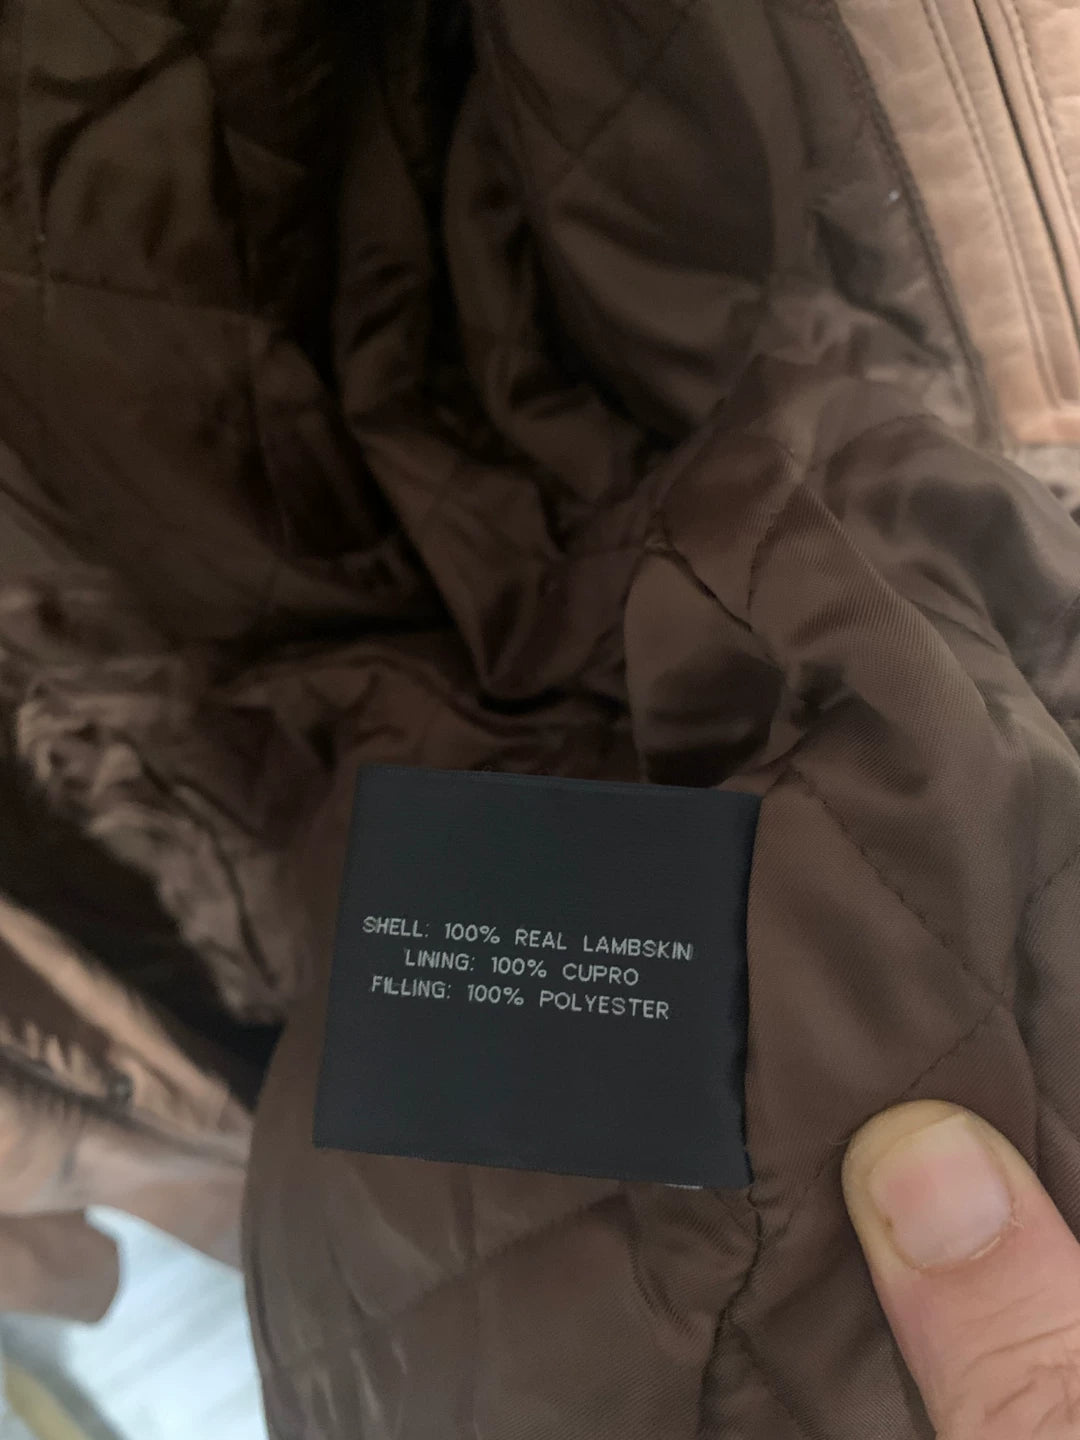 SHELL: 100% REAL LAMBSKIN
LINING: 100% CUPRO
FILLING: 100% POLYESTER